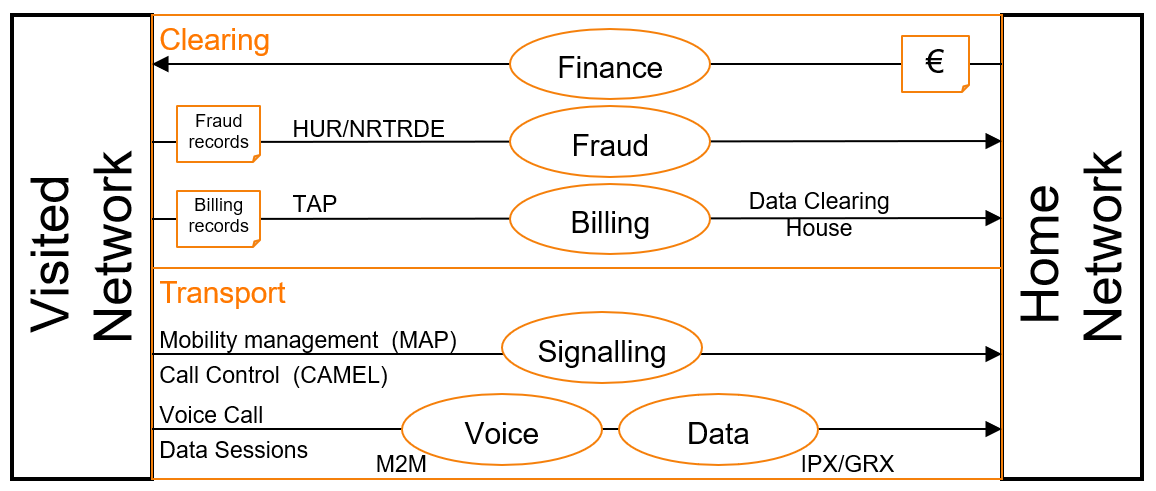 Visited
Network
Clearing
Finance
€
Fraud
records
HUR/NRTRDE
Fraud
Billing
records
TAP
Billing
Data Clearing
House
Transport
Mobility management (MAP)
Signalling
Call Control (CAMEL)
Voice Call
Voice
Data
Data Sessions
M2M
IPX/GRX
Home
Network